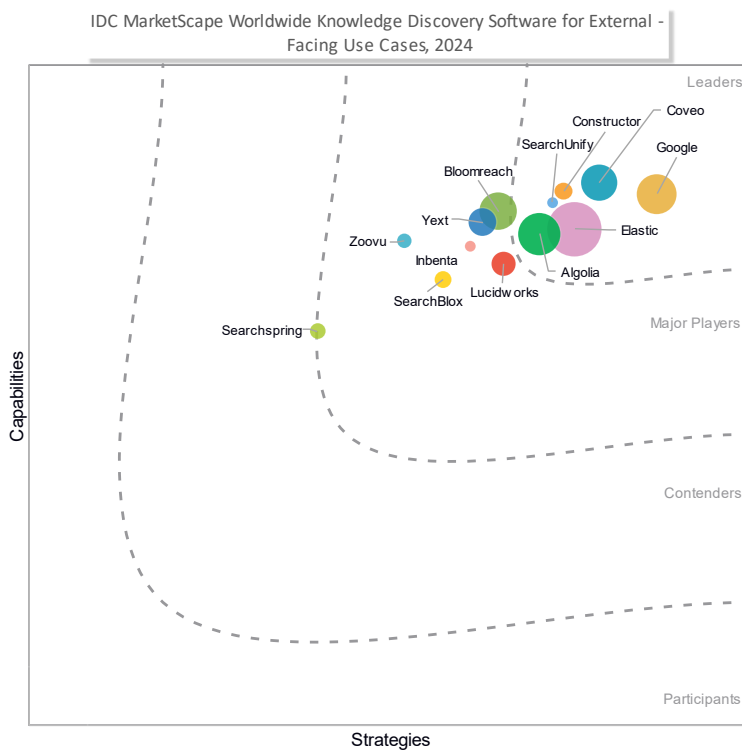 IDC MarketScape Worldwide Knowledge Discovery Software for External -
Facing Use Cases, 2024
Leaders
Coveo
Constructor
SearchUnify
Google
Bloomreach
Yext
Elastic
Zoovu
Inbenta
Algolia
Lucidworks
SearchBlox
Major Players
Searchspring
Capabilities
Contenders
Participants
Strategies